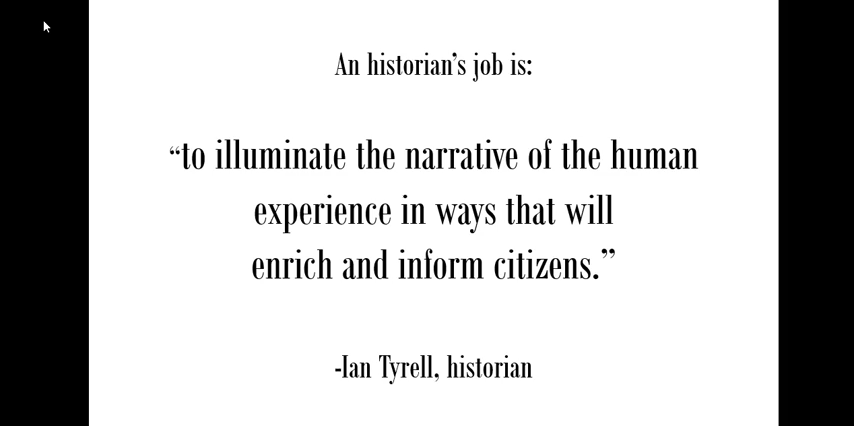 An historian’s job is:
“to illuminate the narrative of the human
experience in ways that will
enrich and inform citizens.”
-Ian Tyrell, historian